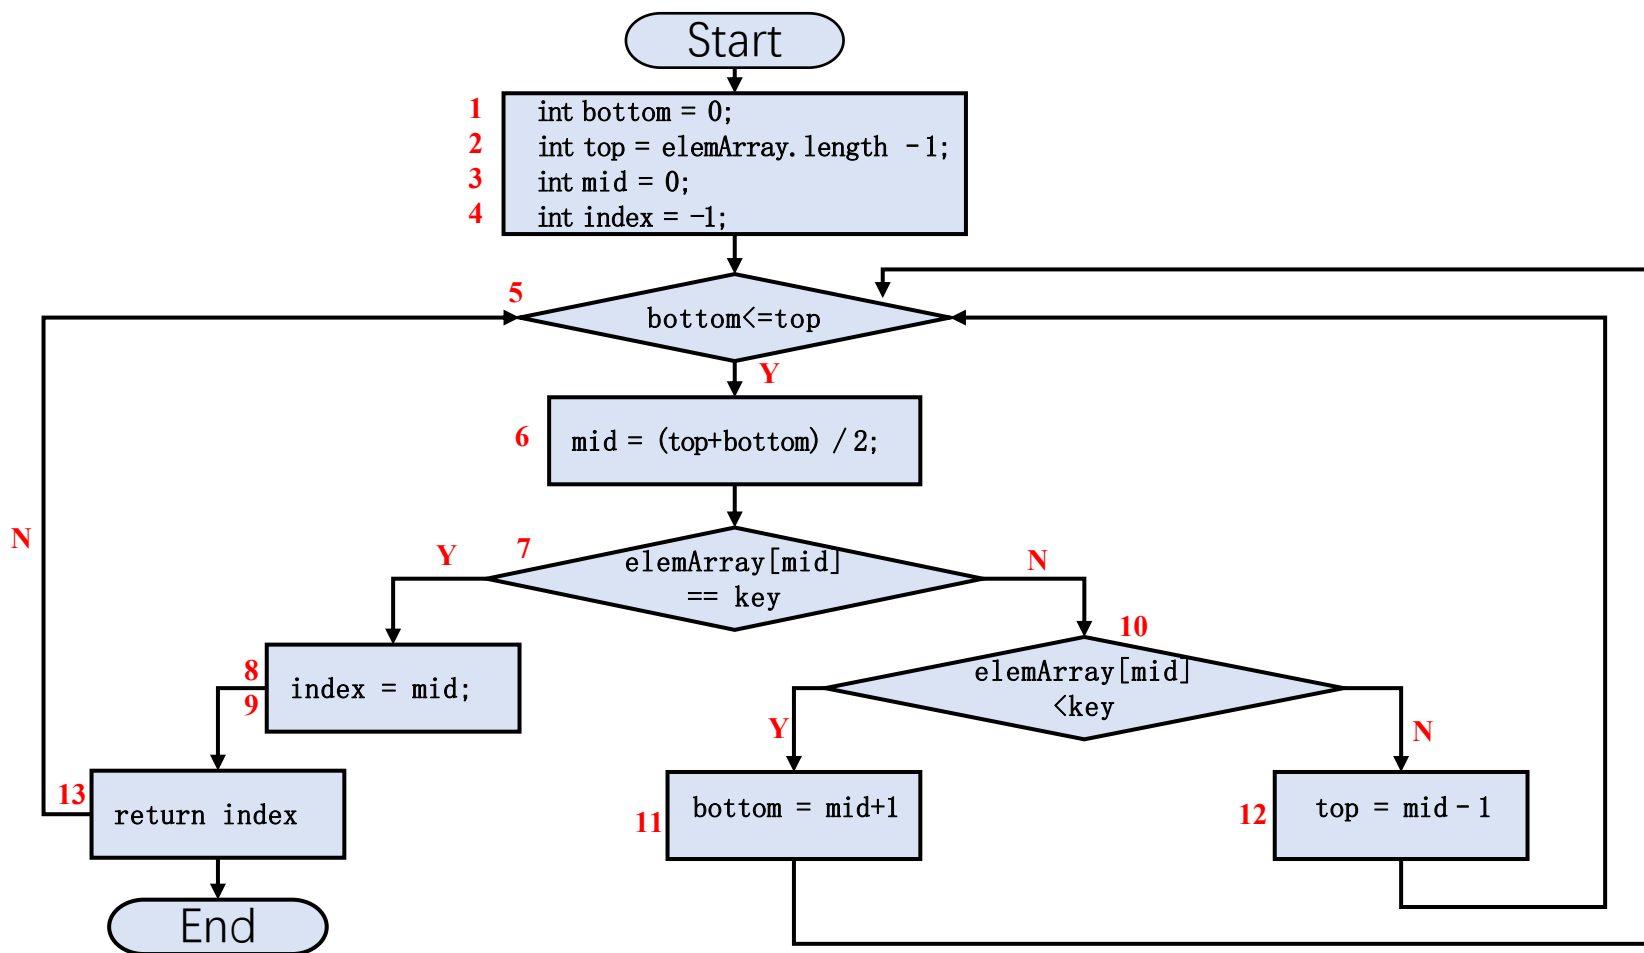 Start
1 int bottom = 0;
2 int top = elemArray.length -1;
3 int mid = 0;
4 int index = -1;
5
bottom<=top
Y
6 mid = (top+bottom) / 2;
N
Y
7
elemArray[mid]
== key
N
10
elemArray[mid]
<key
8
9
index = mid;
Y
N
13
return index
11
bottom = mid+1
12
top = mid-1
End